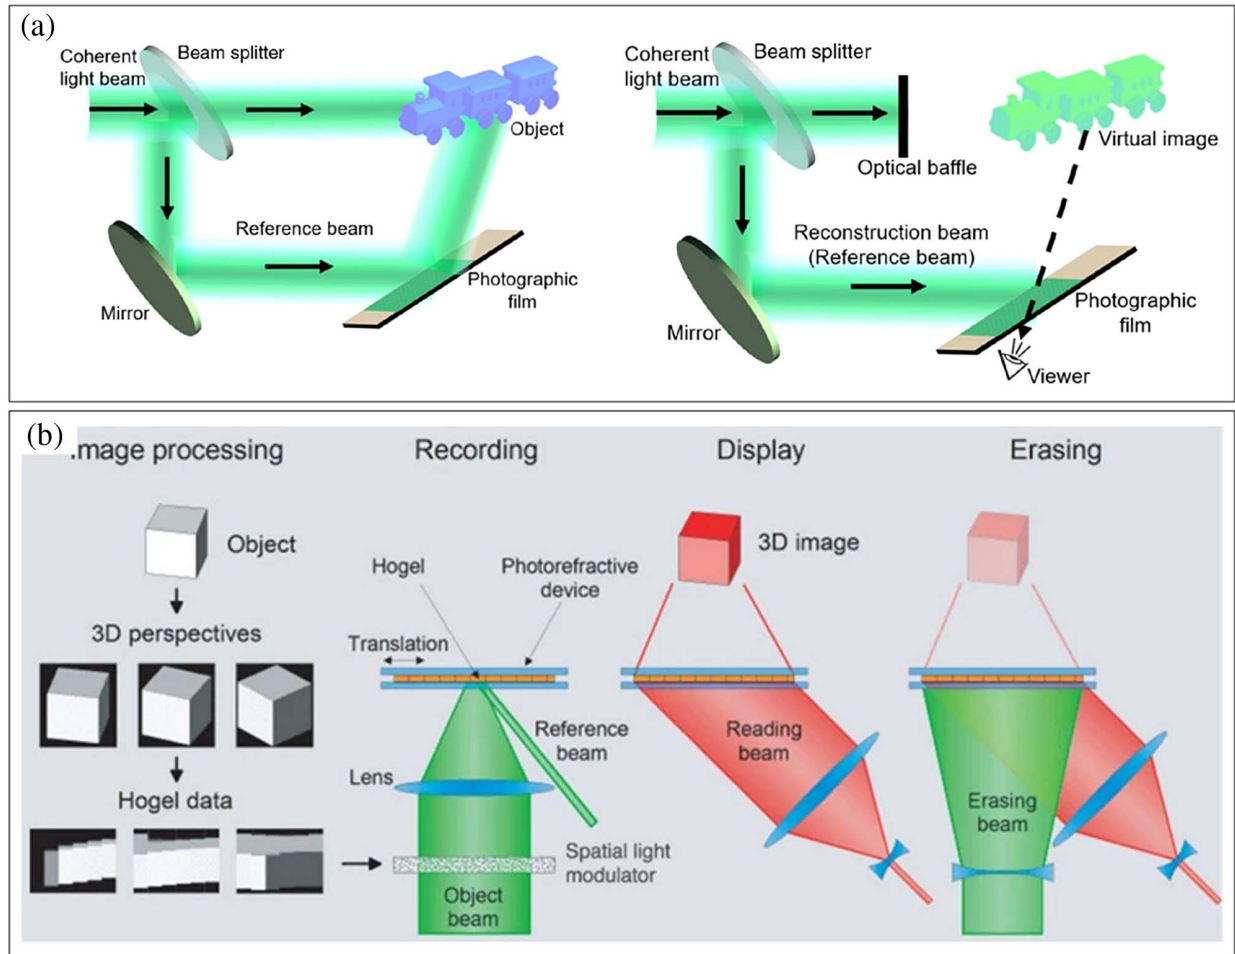 (a)
Coherent
light beam
Beam splitter
Object
Reference beam
Photographic
film
Mirror
Coherent
light beam
Beam splitter
Optical baffle
Virtual image
Reconstruction beam
(Reference beam)
Photographic
film
Mirror
Viewer
(b)
Image processing
Object
3D perspectives
Hogel data
Recording
Hogel
Photorefractive
device
Translation
Reference
beam
Lens
Spatial light
modulator
Object
beam
Display
3D image
Reading
beam
Erasing
Erasing
beam